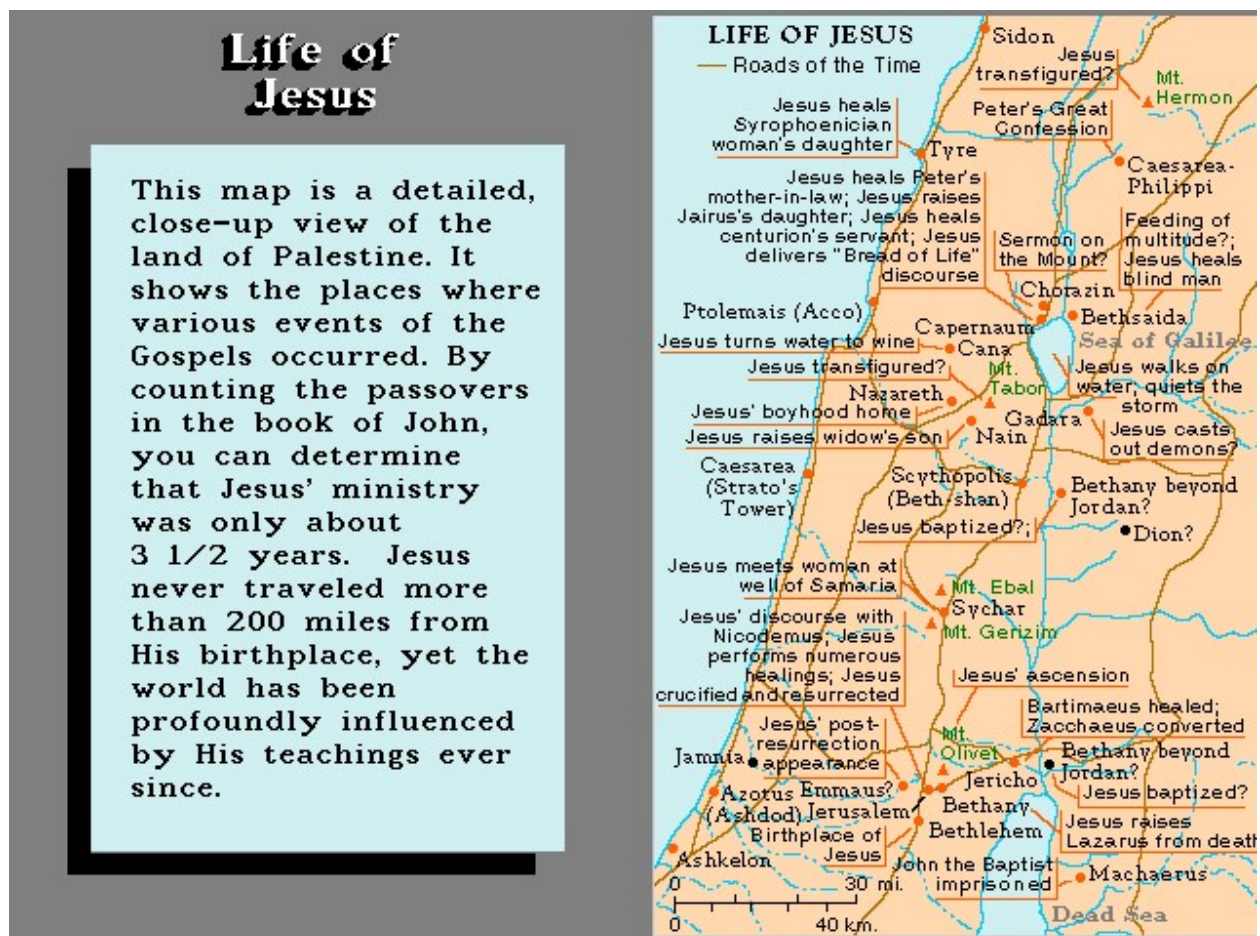 Life of
Jesus
This map is a detailed,
close-up view of the
land of Palestine. It
shows the places where
various events of the
Gospels occurred. By
counting the passovers
in the book of John,
you can determine
that Jesus' ministry
was only about
3 1/2 years. Jesus
never traveled more
than 200 miles from
His birthplace, yet the
world has been
profoundly influenced
by His teachings ever
since.
LIFE OF JESUS
Roads of the Time
Sidon
Jesus
transfigured?
Mt.
Hermon
Jesus heals
Syrophoenician
woman's daughter
Peter's Great
Confession
Tyre
Caesarea-
Philippi
Jesus heals Peter's
mother-in-law; Jesus raises
Jairus's daughter; Jesus heals
centurion's servant; Jesus
delivers "Bread of Life"
discourse
Sermon on
the Mount?
Feeding of
multitude?;
Jesus heals
blind man
Chorazin
Ptolemais (Acco)
Capernaum
Bethsaida
Sea of Galilee
Jesus turns water to wine
Cana
Jesus transfigured?
Mt.
Tabor
Jesus walks on
water; quiets the
storm
Nazareth
Jesus' boyhood home
Gadara
Jesus raises widow's son
Nain
Jesus casts
out demons?
Caesarea
(Strato's
Tower)
Scythopolis
(Beth-shan)
Bethany beyond
Jordan?
Jesus baptized?;
Dion?
Jesus meets woman at
well of Samaria
Mt. Ebal
Sychar
Mt. Gerizim
Jesus' discourse with
Nicodemus; Jesus
performs numerous
healings; Jesus
crucified and resurrected
Jesus' ascension
Bartimaeus healed;
Zacchaeus converted
Jesus' post-
resurrection
appearance
Mt.
Olivet
Jamnia
Bethany beyond
Jordan?
Jericho
Jesus baptized?
Azotus
(Ashdod)
Emmaus?
Jerusalem
Bethany
Jesus raises
Lazarus from death
Bethlehem
Birthplace of
Jesus
Ashkelon
John the Baptist
imprisoned
Machaerus
0
30 mi.
0
40 km.
Dead Sea